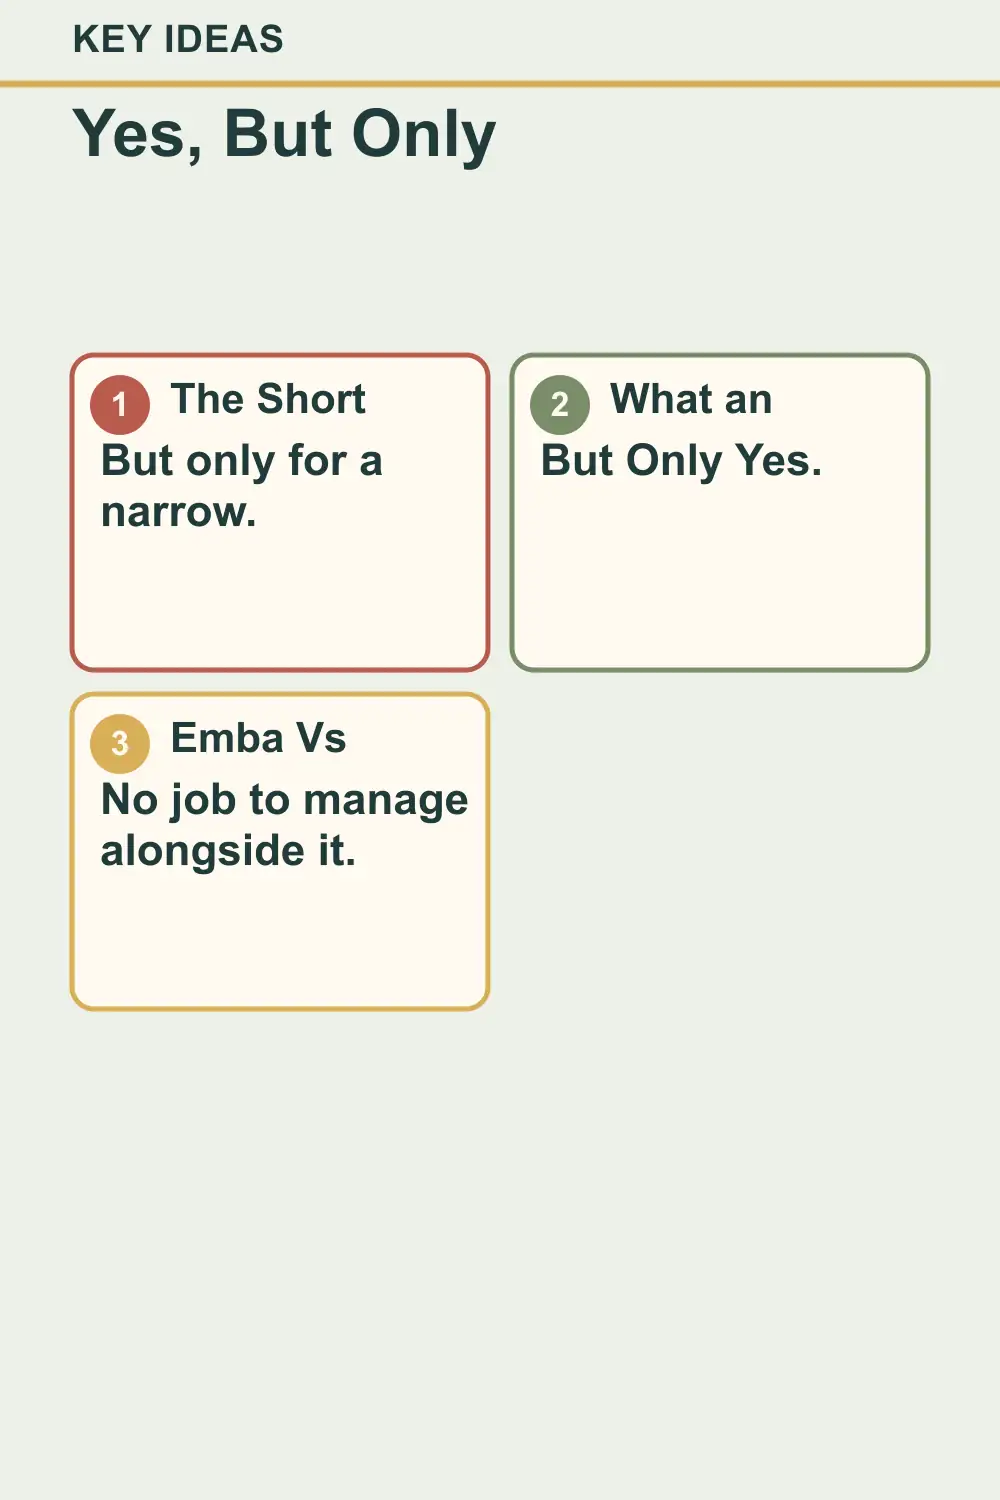 KEY IDEAS
Yes, But Only
1 The Short
But only for a
narrow.
2 What an
But Only Yes.
3 Emba Vs
No job to manage
alongside it.